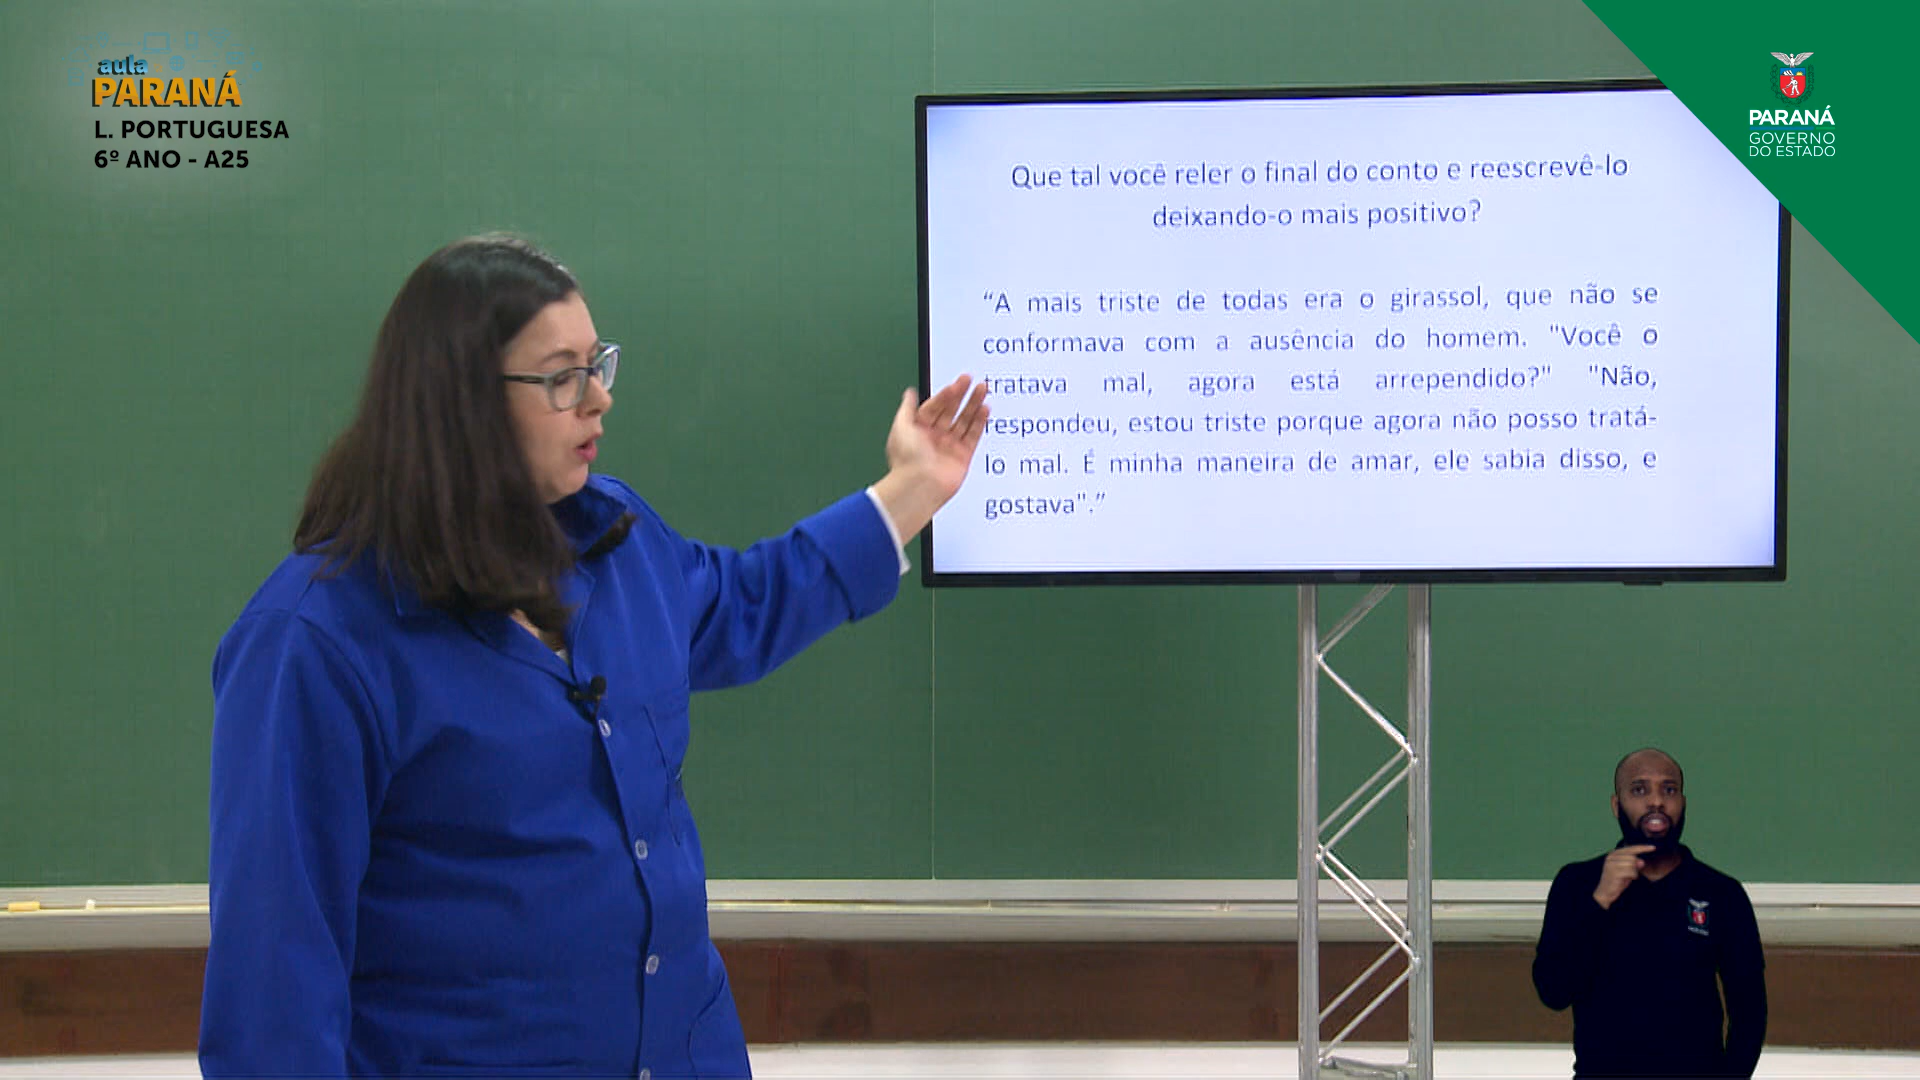 aula
PARANÁ
L. PORTUGUESA
6º ANO - A25
PARANÁ
GOVERNO
DO ESTADO
Que tal você reler o final do conto e reescrevê-lo
deixando-o mais positivo?
“A mais triste de todas era o girassol, que não se
conformava com a ausência do homem. "Você o
tratava mal, agora está arrependido?" "Não,
respondeu, estou triste porque agora não posso tratá-
lo mal. É minha maneira de amar, ele sabia disso, e
gostava".”